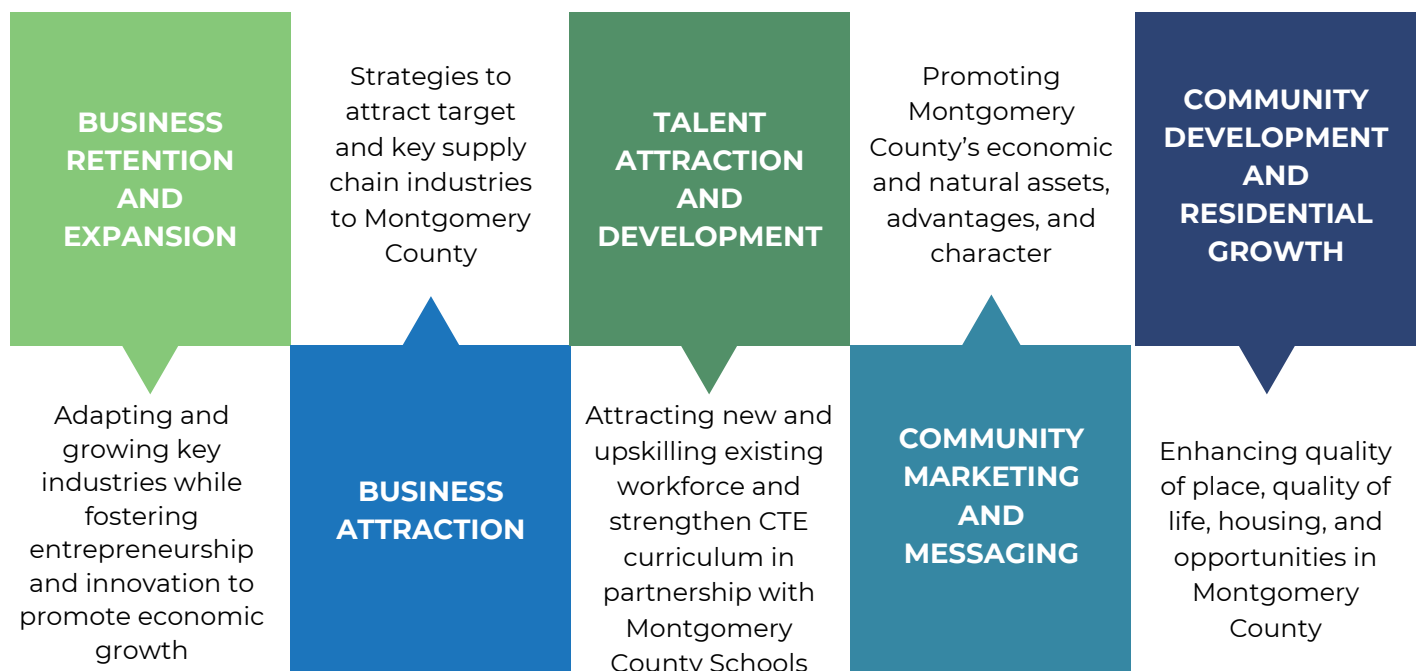 BUSINESS
RETENTION
AND
EXPANSION
Adapting and
growing key
industries while
fostering
entrepreneurship
and innovation to
promote economic
growth
Strategies to
attract target
and key supply
chain industries
to Montgomery
County
BUSINESS
ATTRACTION
TALENT
ATTRACTION
AND
DEVELOPMENT
Attracting new and
upskilling existing
workforce and
strengthen CTE
curriculum in
partnership with
Montgomery
County Schools
Promoting
Montgomery
County’s economic
and natural assets,
advantages, and
character
COMMUNITY
MARKETING
AND
MESSAGING
COMMUNITY
DEVELOPMENT
AND
RESIDENTIAL
GROWTH
Enhancing quality
of place, quality of
life, housing, and
opportunities in
Montgomery
County